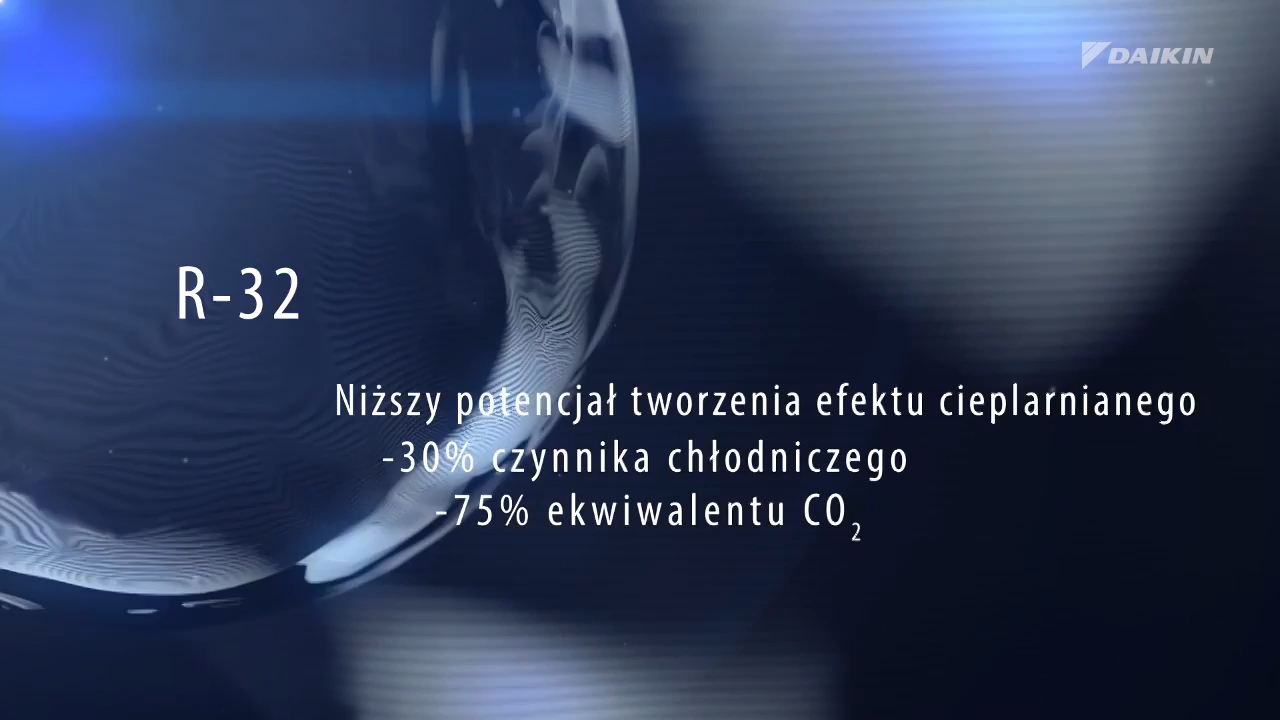 DAIKIN
R-32
Niższy potencjał tworzenia efektu cieplarnianego
-30% czynnika chłodniczego
-75% ekwiwalentu CO₂